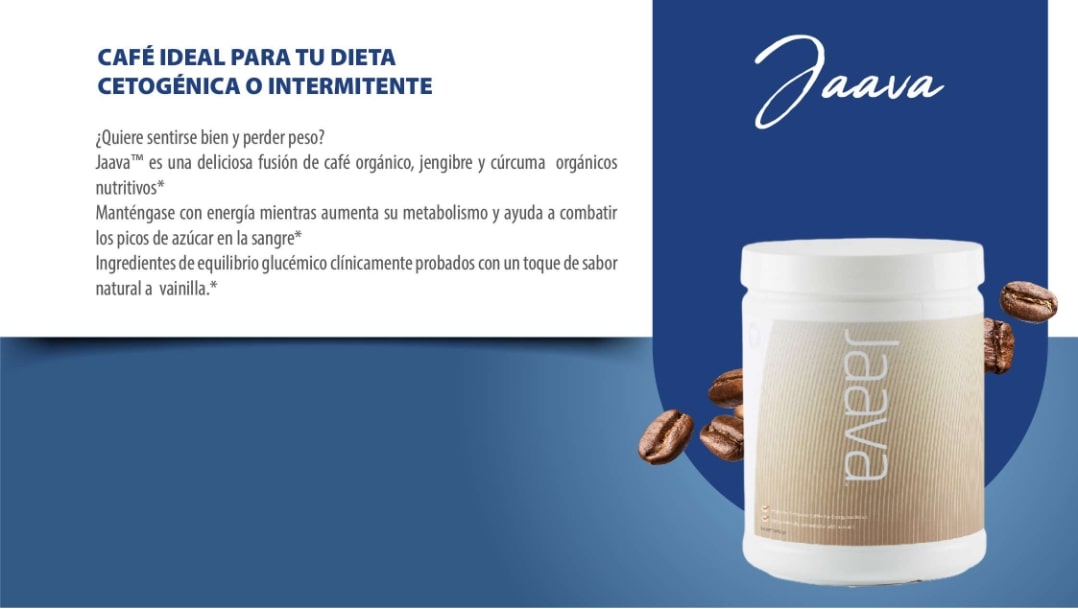 CAFÉ IDEAL PARA TU DIETA
CETOGÉNICA O INTERMITENTE
¿Quiere sentirse bien y perder peso?
Jaava™ es una deliciosa fusión de café orgánico, jengibre y cúrcuma orgánicos
nutritivos*
Manténgase con energía mientras aumenta su metabolismo y ayuda a combatir
los picos de azúcar en la sangre*
Ingredientes de equilibrio glucémico clínicamente probados con un toque de sabor
natural a vainilla.*
Jaava
Jaava